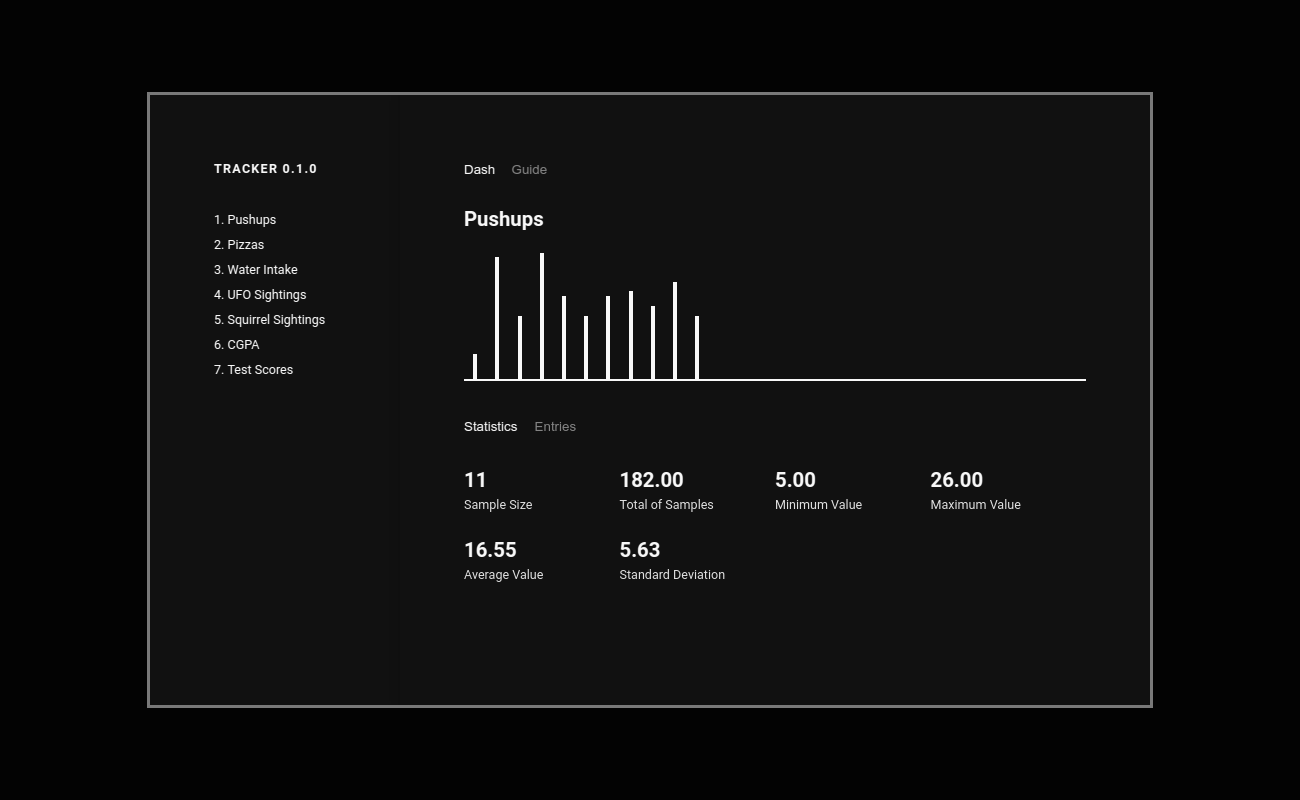 TRACKER 0.1.0
1. Pushups
2. Pizzas
3. Water Intake
4. UFO Sightings
5. Squirrel Sightings
6. CGPA
7. Test Scores
Dash Guide
Pushups
Statistics Entries
11 182.00 5.00 26.00
Sample Size Total of Samples Minimum Value Maximum Value
16.55 5.63
Average Value Standard Deviation